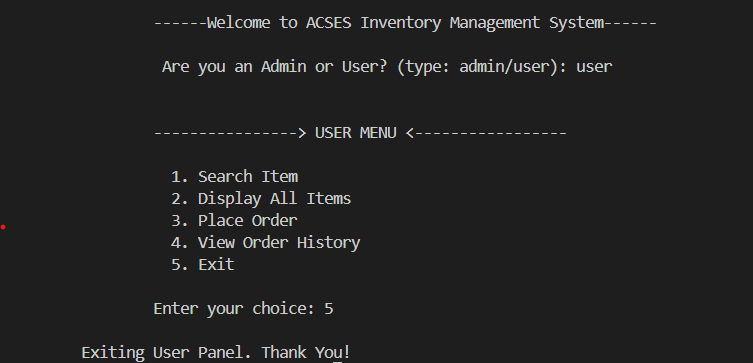 ------Welcome to ACSES Inventory Management System------
Are you an Admin or User? (type: admin/user): user
----------------> USER MENU <-----------------
1. Search Item
2. Display All Items
3. Place Order
4. View Order History
5. Exit
Enter your choice: 5
Exiting User Panel. Thank You!